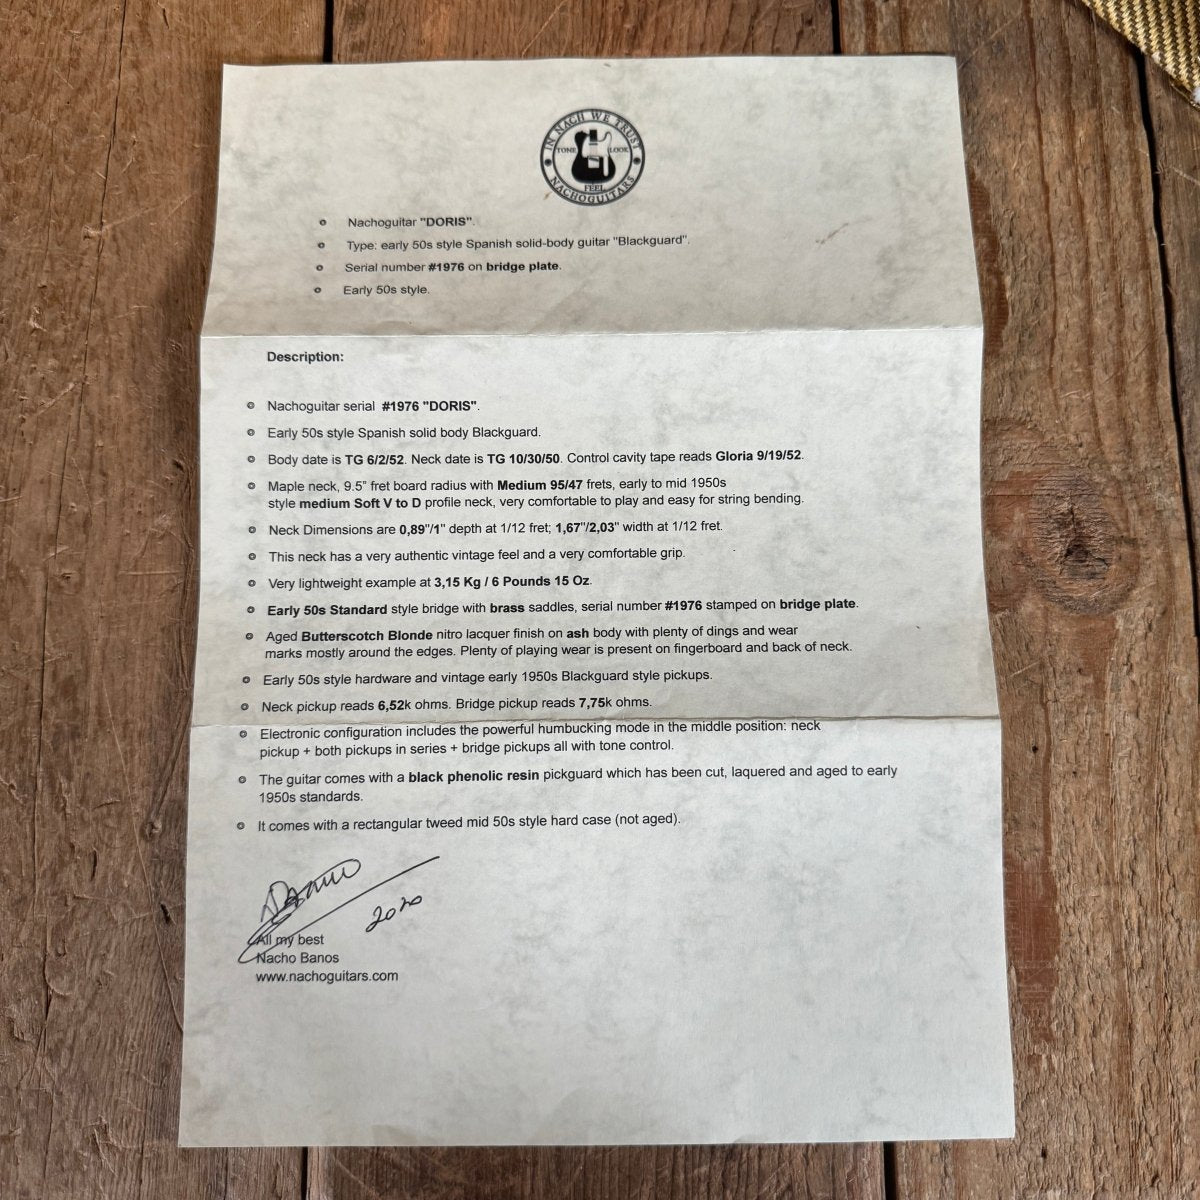 IN NACH WE TRUST
TONE LOOK
FEEL
NACHOGUITARS
Nachoguitar "DORIS".
Type: early 50s style Spanish solid-body guitar "Blackguard".
Serial number #1976 on bridge plate.
Early 50s style.
Description:
Nachoguitar serial #1976 "DORIS".
Early 50s style Spanish solid body Blackguard.
Body date is TG 6/2/52. Neck date is TG 10/30/50. Control cavity tape reads Gloria 9/19/52.
Maple neck, 9.5" fret board radius with Medium 95/47 frets, early to mid 1950s
style medium Soft V to D profile neck, very comfortable to play and easy for string bending.
Neck Dimensions are 0,89"/1" depth at 1/12 fret; 1,67"/2,03" width at 1/12 fret.
This neck has a very authentic vintage feel and a very comfortable grip.
Very lightweight example at 3,15 Kg / 6 Pounds 15 Oz.
Early 50s Standard style bridge with brass saddles, serial number #1976 stamped on bridge plate.
Aged Butterscotch Blonde nitro lacquer finish on ash body with plenty of dings and wear
marks mostly around the edges. Plenty of playing wear is present on fingerboard and back of neck.
Early 50s style hardware and vintage early 1950s Blackguard style pickups.
Neck pickup reads 6,52k ohms. Bridge pickup reads 7,75k ohms.
Electronic configuration includes the powerful humbucking mode in the middle position: neck
pickup + both pickups in series + bridge pickups all with tone control.
The guitar comes with a black phenolic resin pickguard which has been cut, laquered and aged to early
1950s standards.
It comes with a rectangular tweed mid 50s style hard case (not aged).
2020
All my best
Nacho Banos
www.nachoguitars.com